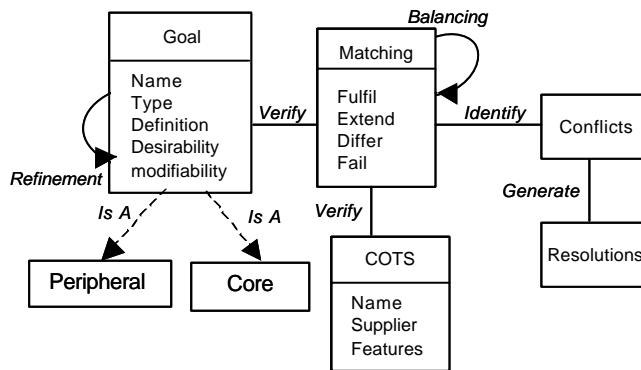 Balancing
Goal
Matching
Name
Type
Definition
Desirability
modifiability
Verify
Fulfil
Extend
Differ
Fail
Identify
Conflicts
Refinement
Is A
Is A
Verify
Generate
Peripheral
Core
COTS
Name
Supplier
Features
Resolutions